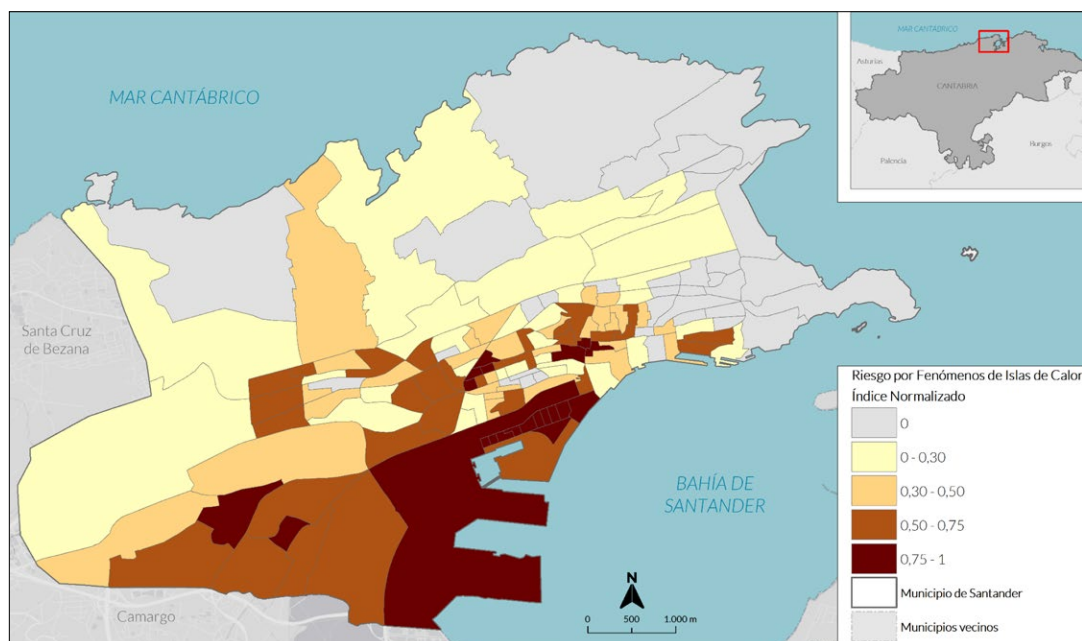 MAR CANTÁBRICO
Santa Cruz
de Bezana
Camargo
BAHÍA DE
SANTANDER
N
0 500 1.000 m
MAR CANTÁBRICO
Asturias
CANTABRIA
Palencia
Burgos
Riesgo por Fenómenos de Islas de Calor
Índice Normalizado
0
0 - 0,30
0,30 - 0,50
0,50 - 0,75
0,75 - 1
Municipio de Santander
Municipios vecinos